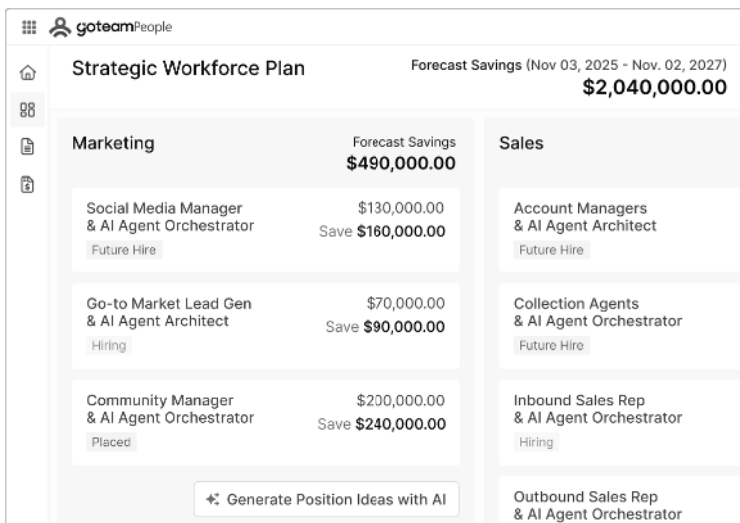 goteamPeople
Strategic Workforce Plan
Forecast Savings (Nov 03, 2025 - Nov. 02, 2027)
$2,040,000.00
Marketing
Forecast Savings
$490,000.00
Social Media Manager
& AI Agent Orchestrator
Future Hire
$130,000.00
Save $160,000.00
Go-to Market Lead Gen
& AI Agent Architect
Hiring
$70,000.00
Save $90,000.00
Community Manager
& AI Agent Orchestrator
Placed
$200,000.00
Save $240,000.00
Generate Position Ideas with AI
Sales
Account Managers
& AI Agent Architect
Future Hire
Collection Agents
& AI Agent Orchestrator
Future Hire
Inbound Sales Rep
& AI Agent Orchestrator
Hiring
Outbound Sales Rep
& AI Agent Orchestrator